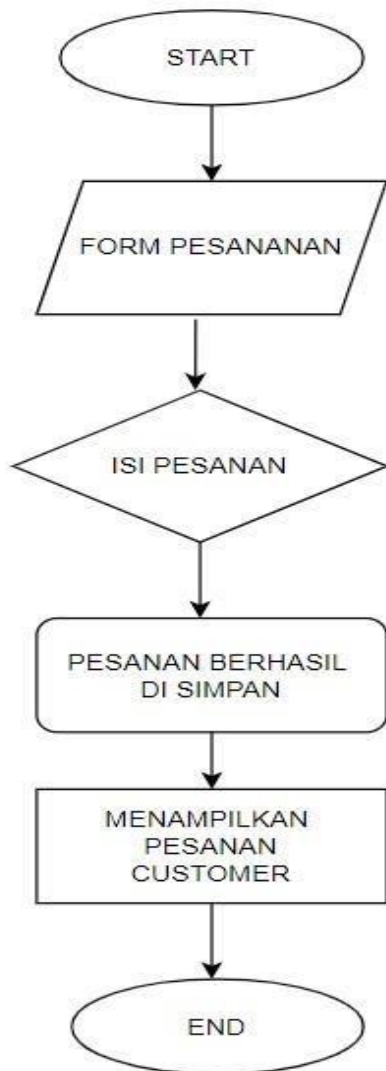 START
FORM PESANANAN
ISI PESANAN
PESANAN BERHASIL
DI SIMPAN
MENAMPILKAN
PESANAN
CUSTOMER
END